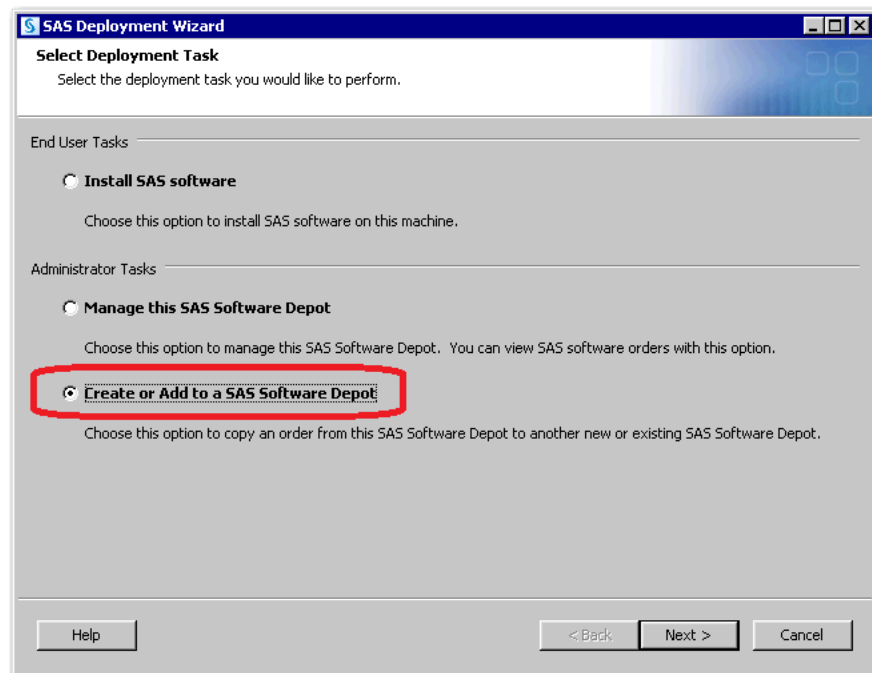 SAS Deployment Wizard
Select Deployment Task
Select the deployment task you would like to perform.
End User Tasks
Install SAS software
Choose this option to install SAS software on this machine.
Administrator Tasks
Manage this SAS Software Depot
Choose this option to manage this SAS Software Depot. You can view SAS software orders with this option.
Create or Add to a SAS Software Depot
Choose this option to copy an order from this SAS Software Depot to another new or existing SAS Software Depot.
Help < Back Next > Cancel